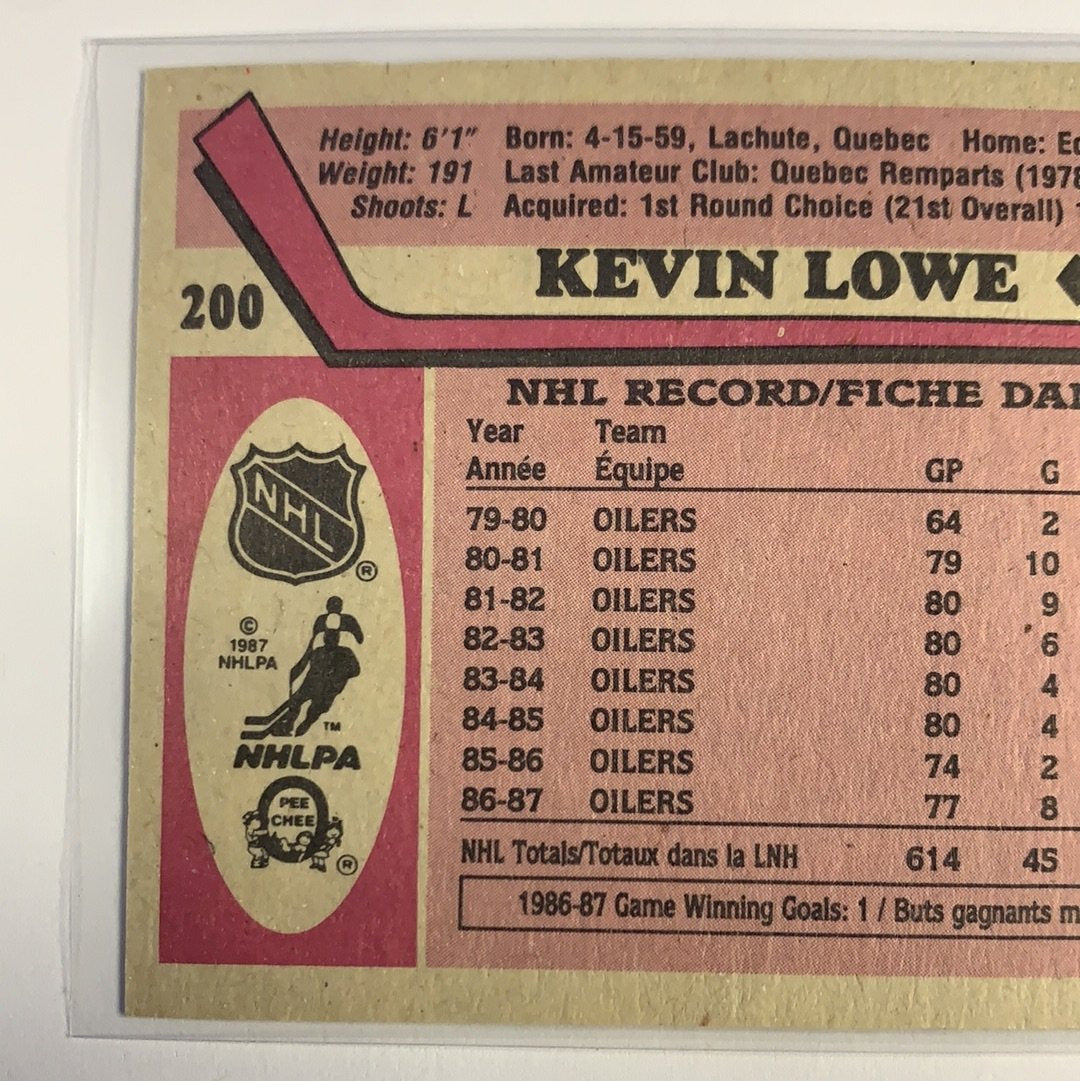 Height: 6'1" Born: 4-15-59, Lachute, Quebec Home:
Weight: 191 Last Amateur Club: Quebec Remparts (1978
Shoots: L Acquired: 1st Round Choice (21st Overall)
KEVIN LOWE
200
NHL RECORD/FICHE
Year Team
Année Équipe GP G
79-80 OILERS 64 2
80-81 OILERS 79 10
81-82 OILERS 80 9
82-83 OILERS 80 6
83-84 OILERS 80 4
84-85 OILERS 80 4
85-86 OILERS 74 2
86-87 OILERS 77 8
NHL Totals/Totaux dans la LNH 614 45
1986-87 Game Winning Goals: 1 / Buts gagnants
NHL
®
©
1987
NHLPA
TM
NHLPA
O
PEE
CHEE
®